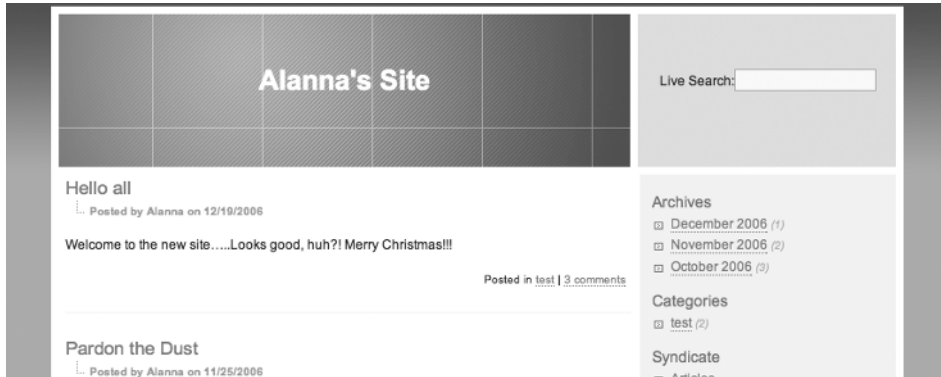 Alanna's Site
Live Search:
Hello all
Posted by Alanna on 12/19/2006
Welcome to the new site…..Looks good, huh?! Merry Christmas!!!
Posted in test | 3 comments
Pardon the Dust
Posted by Alanna on 11/25/2006
Archives
December 2006 (1)
November 2006 (2)
October 2006 (3)
Categories
test (2)
Syndicate
Articles